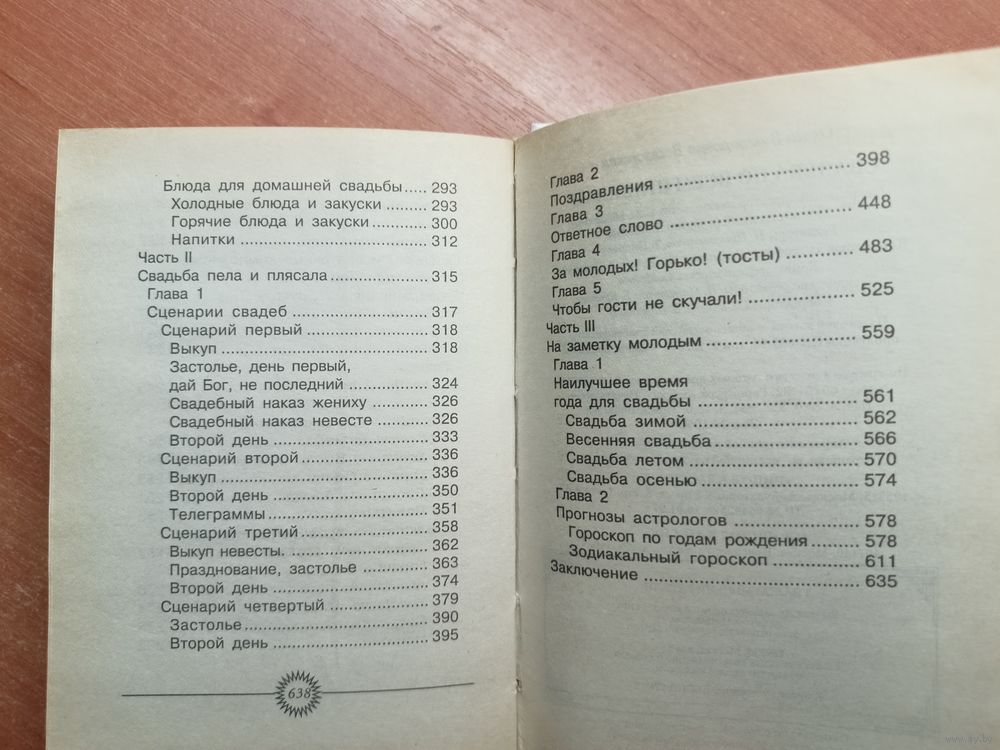 Блюда для домашней свадьбы..... 293
Холодные блюда и закуски ....... 293
Горячие блюда и закуски .......... 300
Напитки ................................ 312
Часть II
Свадьба пела и плясала ................ 315
Глава 1
Сценарии свадеб ....................... 317
Сценарий первый .................... 318
Выкуп .................................. 318
Застолье, день первый,
дай Бог, не последний ............. 324
Свадебный наказ жениху ......... 326
Свадебный наказ невесте ........ 326
Второй день .......................... 333
Сценарий второй ..................... 336
Выкуп .................................. 336
Второй день .......................... 350
Телеграммы .......................... 351
Сценарий третий ..................... 358
Выкуп невесты. ...................... 362
Празднование, застолье .......... 363
Второй день .......................... 374
Сценарий четвертый ................. 379
Застолье ............................... 390
Второй день .......................... 395
638
Глава 2
Поздравления ............................ 398
Глава 3
Ответное слово .......................... 448
Глава 4
За молодых! Горько! (тосты) ........... 483
Глава 5
Чтобы гости не скучали! ............... 525
Часть III
На заметку молодым ..................... 559
Глава 1
Наилучшее время
года для свадьбы ........................ 561
Свадьба зимой ......................... 562
Весенняя свадьба ..................... 566
Свадьба летом ......................... 570
Свадьба осенью ....................... 574
Глава 2
Прогнозы астрологов ................... 578
Гороскоп по годам рождения ........ 578
Зодиакальный гороскоп ............. 611
Заключение ................................ 635
www.ay.by